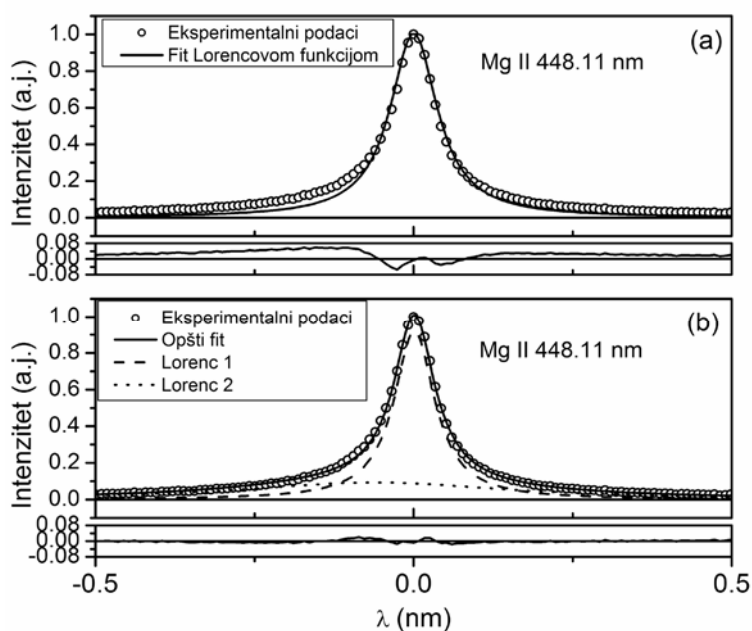 Eksperimentalni podaci
Fit Lorencovom funkcijom
(a)
Mg II 448.11 nm
Intenzitet (a.j.)
1.0
0.8
0.6
0.4
0.2
0.0
0.08
0.00
-0.08
Eksperimentalni podaci
Opšti fit
Lorenc 1
Lorenc 2
(b)
Mg II 448.11 nm
Intenzitet (a.j.)
1.0
0.8
0.6
0.4
0.2
0.0
0.08
0.00
-0.08
-0.5
0.0
0.5
λ (nm)